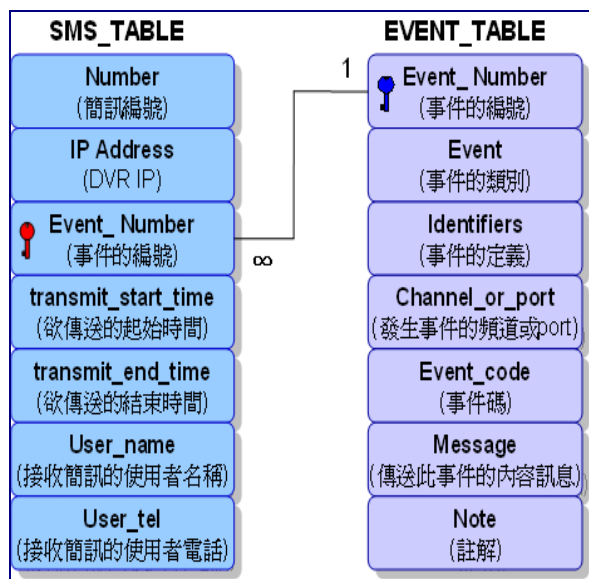 SMS_TABLE
Number
(簡訊編號)
IP Address
(DVR IP)
Event_ Number
(事件的編號)
transmit_start_time
(欲傳送的起始時間)
transmit_end_time
(欲傳送的結束時間)
User_name
(接收簡訊的使用者名稱)
User_tel
(接收簡訊的使用者電話)
∞
1
EVENT_TABLE
Event_ Number
(事件的編號)
Event
(事件的類別)
Identifiers
(事件的定義)
Channel_or_port
(發生事件的頻道或port)
Event_code
(事件碼)
Message
(傳送此事件的內容訊息)
Note
(註解)